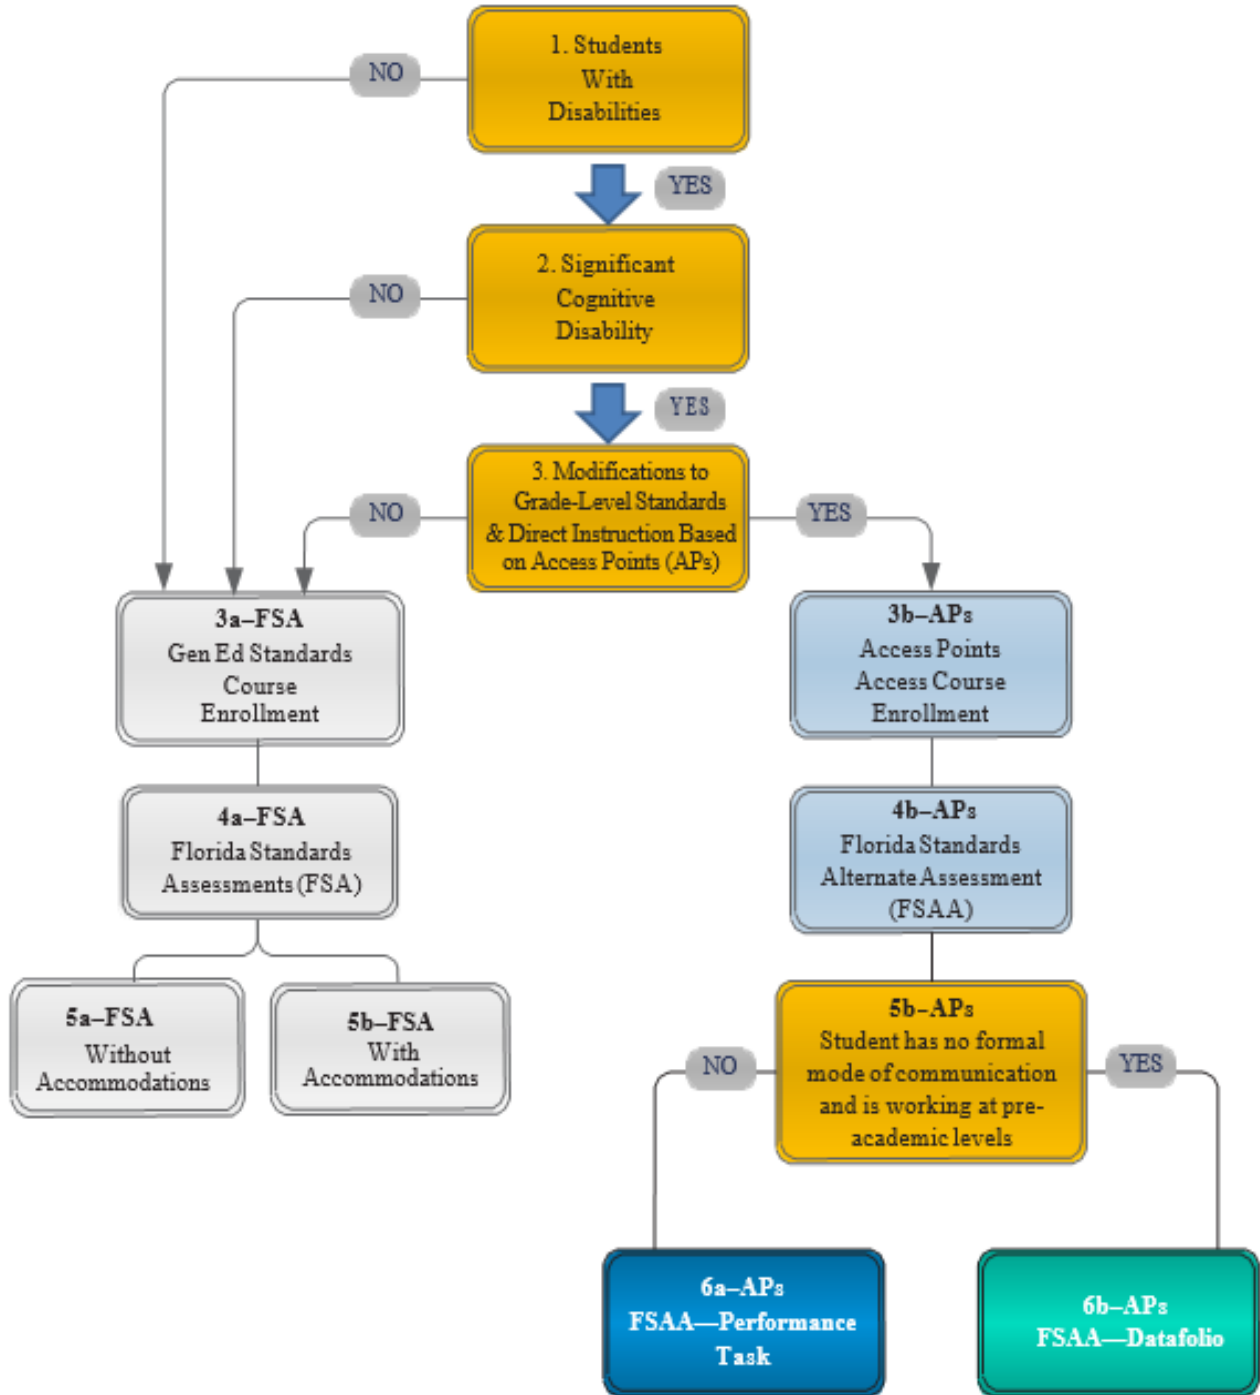 1. Students
With
Disabilities
NO
YES
2. Significant
Cognitive
Disability
NO
YES
3. Modifications to
Grade-Level Standards
& Direct Instruction Based
on Access Points (APs)
NO
YES
3a–FSA
Gen Ed Standards
Course
Enrollment
3b–APs
Access Points
Access Course
Enrollment
4a–FSA
Florida Standards
Assessments (FSA)
4b–APs
Florida Standards
Alternate Assessment
(FSAA)
5a–FSA
Without
Accommodations
5b–FSA
With
Accommodations
5b–APs
Student has no formal
mode of communication
and is working at pre-
academic levels
NO
YES
6a–APs
FSAA—Performance
Task
6b–APs
FSAA—Datafolio